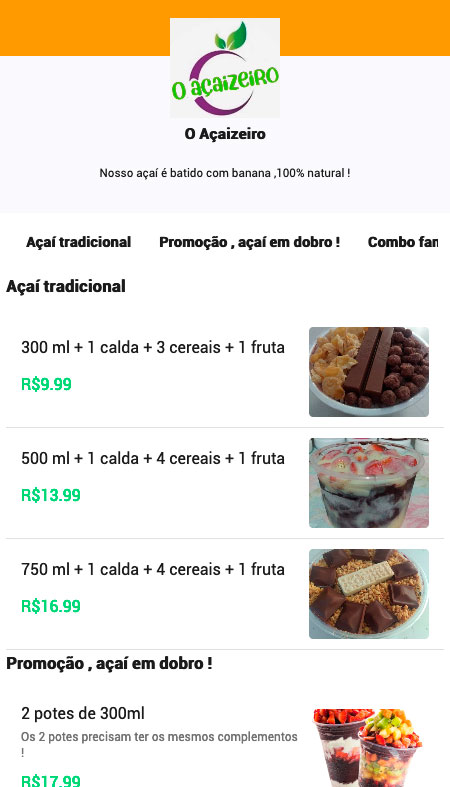 O açaizeiro
O Açaizeiro
Nosso açaí é batido com banana ,100% natural !
Açaí tradicional Promoção , açaí em dobro ! Combo fam
Açaí tradicional
300 ml + 1 calda + 3 cereais + 1 fruta
R$9.99
500 ml + 1 calda + 4 cereais + 1 fruta
R$13.99
750 ml + 1 calda + 4 cereais + 1 fruta
R$16.99
Promoção , açaí em dobro !
2 potes de 300ml
Os 2 potes precisam ter os mesmos complementos
!
R$17.99